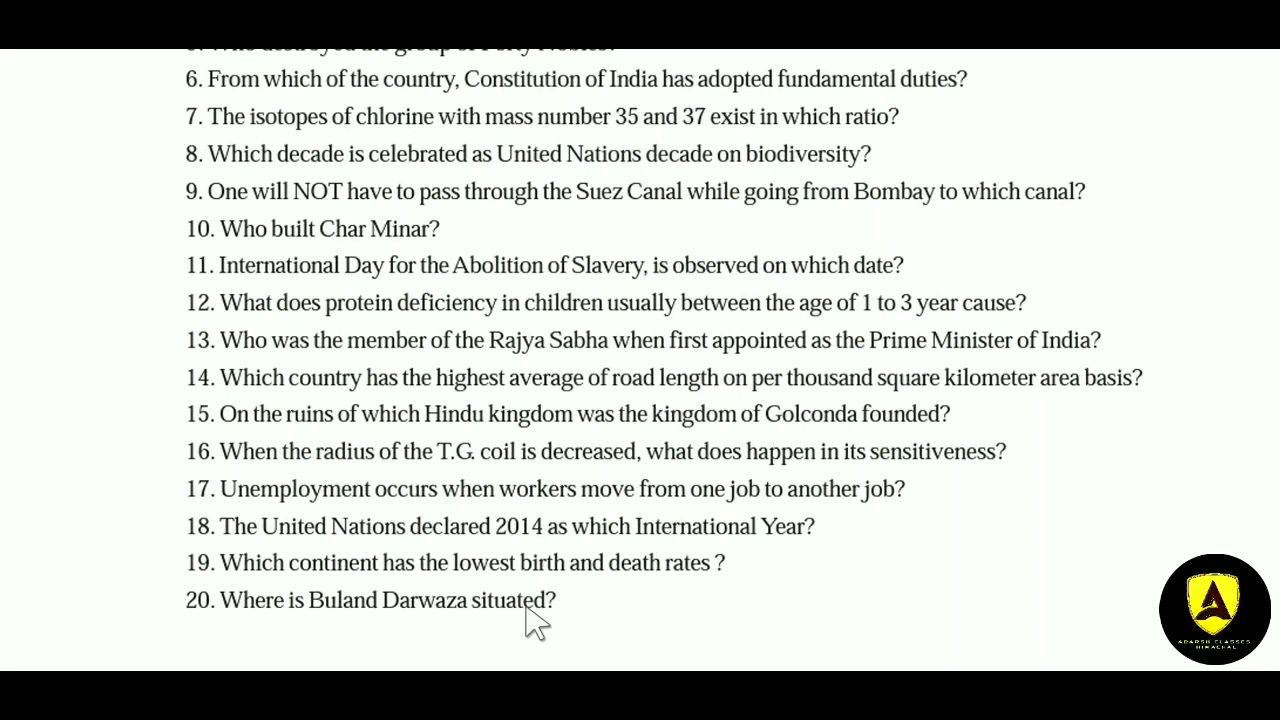 6. From which of the country, Constitution of India has adopted fundamental duties?
7. The isotopes of chlorine with mass number 35 and 37 exist in which ratio?
8. Which decade is celebrated as United Nations decade on biodiversity?
9. One will NOT have to pass through the Suez Canal while going from Bombay to which canal?
10. Who built Char Minar?
11. International Day for the Abolition of Slavery, is observed on which date?
12. What does protein deficiency in children usually between the age of 1 to 3 year cause?
13. Who was the member of the Rajya Sabha when first appointed as the Prime Minister of India?
14. Which country has the highest average of road length on per thousand square kilometer area basis?
15. On the ruins of which Hindu kingdom was the kingdom of Golconda founded?
16. When the radius of the T.G. coil is decreased, what does happen in its sensitiveness?
17. Unemployment occurs when workers move from one job to another job?
18. The United Nations declared 2014 as which International Year?
19. Which continent has the lowest birth and death rates ?
20. Where is Buland Darwaza situated?
A
ADARSH CLASSES
HIMACHAL